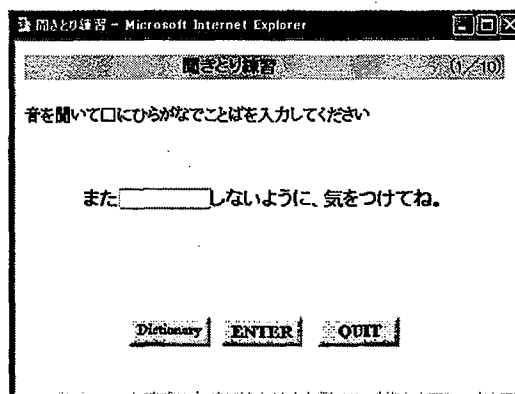 聞きとり練習 - Microsoft Internet Explorer
聞きとり練習 (1/10)
音を聞いて口にひらがなでことばを入力してください
また しないように、気をつけてね。
Dictionary ENTER QUIT